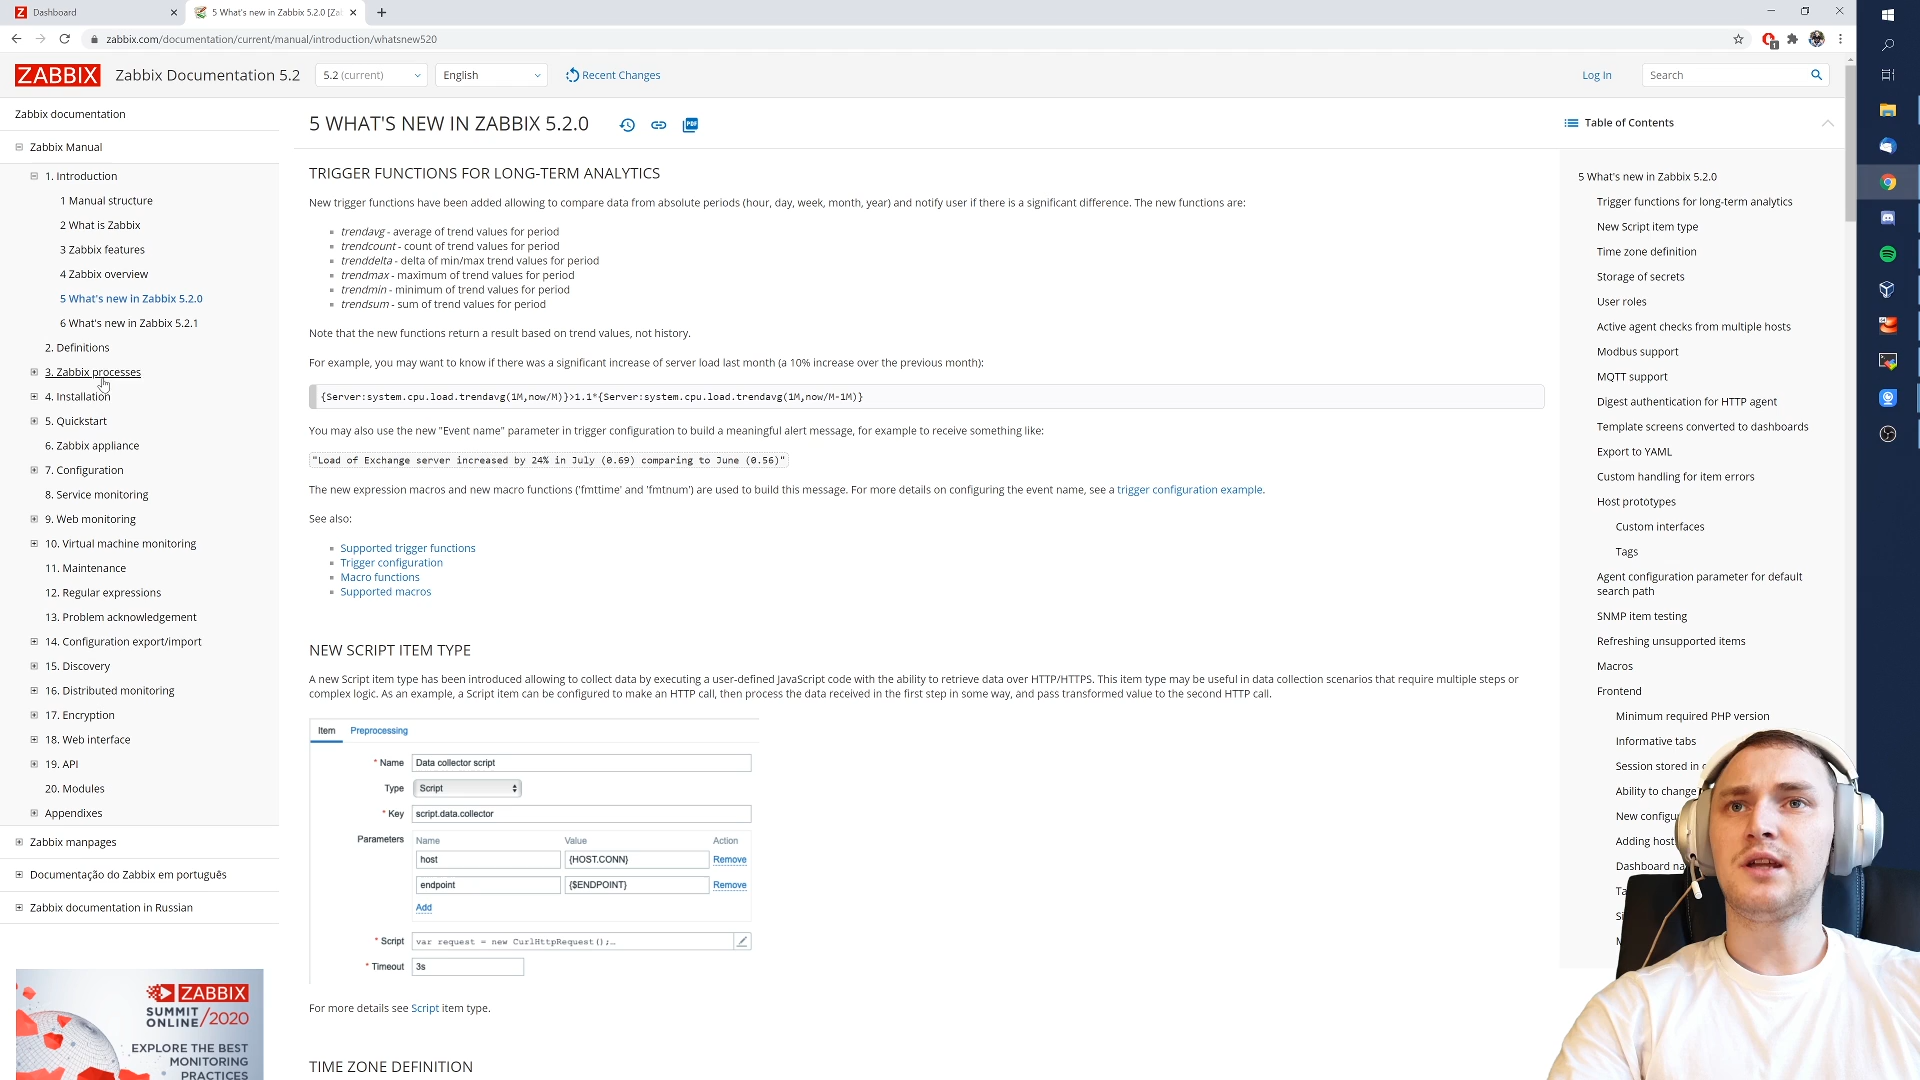 Dashboard
5 What's new in Zabbix 5.2.0 [Za
zabbix.com/documentation/current/manual/introduction/whatsnew520
ZABBIX
Zabbix Documentation 5.2
5.2 (current)
English
Recent Changes
Log In
Search
Zabbix documentation
Zabbix Manual
1. Introduction
1 Manual structure
2 What is Zabbix
3 Zabbix features
4 Zabbix overview
5 What's new in Zabbix 5.2.0
6 What's new in Zabbix 5.2.1
2. Definitions
3. Zabbix processes
4. Installation
5. Quickstart
6. Zabbix appliance
7. Configuration
8. Service monitoring
9. Web monitoring
10. Virtual machine monitoring
11. Maintenance
12. Regular expressions
13. Problem acknowledgement
14. Configuration export/import
15. Discovery
16. Distributed monitoring
17. Encryption
18. Web interface
19. API
20. Modules
Appendixes
Zabbix manpages
Documentação do Zabbix em português
Zabbix documentation in Russian
ZABBIX
SUMMIT
ONLINE/2020
EXPLORE THE BEST
MONITORING
PRACTICES
5 WHAT'S NEW IN ZABBIX 5.2.0
PDF
TRIGGER FUNCTIONS FOR LONG-TERM ANALYTICS
New trigger functions have been added allowing to compare data from absolute periods (hour, day, week, month, year) and notify user if there is a significant difference. The new functions are:
trendavg - average of trend values for period
trendcount - count of trend values for period
trenddelta - delta of min/max trend values for period
trendmax - maximum of trend values for period
trendmin - minimum of trend values for period
trendsum - sum of trend values for period
Note that the new functions return a result based on trend values, not history.
For example, you may want to know if there was a significant increase of server load last month (a 10% increase over the previous month):
{Server:system.cpu.load.trendavg(1M,now/M)}>1.1*{Server:system.cpu.load.trendavg(1M,now/M-1M)}
You may also use the new "Event name" parameter in trigger configuration to build a meaningful alert message, for example to receive something like:
"Load of Exchange server increased by 24% in July (0.69) comparing to June (0.56)"
The new expression macros and new macro functions ('fmttime' and 'fmtnum') are used to build this message. For more details on configuring the event name, see a trigger configuration example.
See also:
Supported trigger functions
Trigger configuration
Macro functions
Supported macros
NEW SCRIPT ITEM TYPE
A new Script item type has been introduced allowing to collect data by executing a user-defined JavaScript code with the ability to retrieve data over HTTP/HTTPS. This item type may be useful in data collection scenarios that require multiple steps or
complex logic. As an example, a Script item can be configured to make an HTTP call, then process the data received in the first step in some way, and pass transformed value to the second HTTP call.
Item Preprocessing
* Name Data collector script
Type Script
* Key script.data.collector
Parameters Name Value Action
host {HOST.CONN} Remove
endpoint {$ENDPOINT} Remove
Add
* Script var request = new CurlHttpRequest();…
* Timeout 3s
For more details see Script item type.
TIME ZONE DEFINITION
Table of Contents
5 What's new in Zabbix 5.2.0
Trigger functions for long-term analytics
New Script item type
Time zone definition
Storage of secrets
User roles
Active agent checks from multiple hosts
Modbus support
MQTT support
Digest authentication for HTTP agent
Template screens converted to dashboards
Export to YAML
Custom handling for item errors
Host prototypes
Custom interfaces
Tags
Agent configuration parameter for default
search path
SNMP item testing
Refreshing unsupported items
Macros
Frontend
Minimum required PHP version
Informative tabs
Session stored in
Ability to change
New configu
Adding host
Dashboard na
Ta
Si